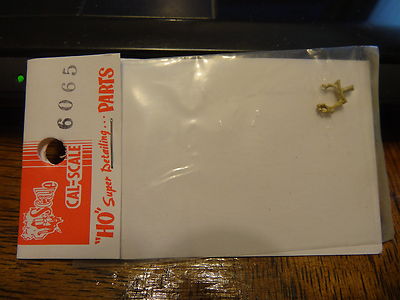 6065
CAL-SCALE
"HO" Super Detailing... PARTS